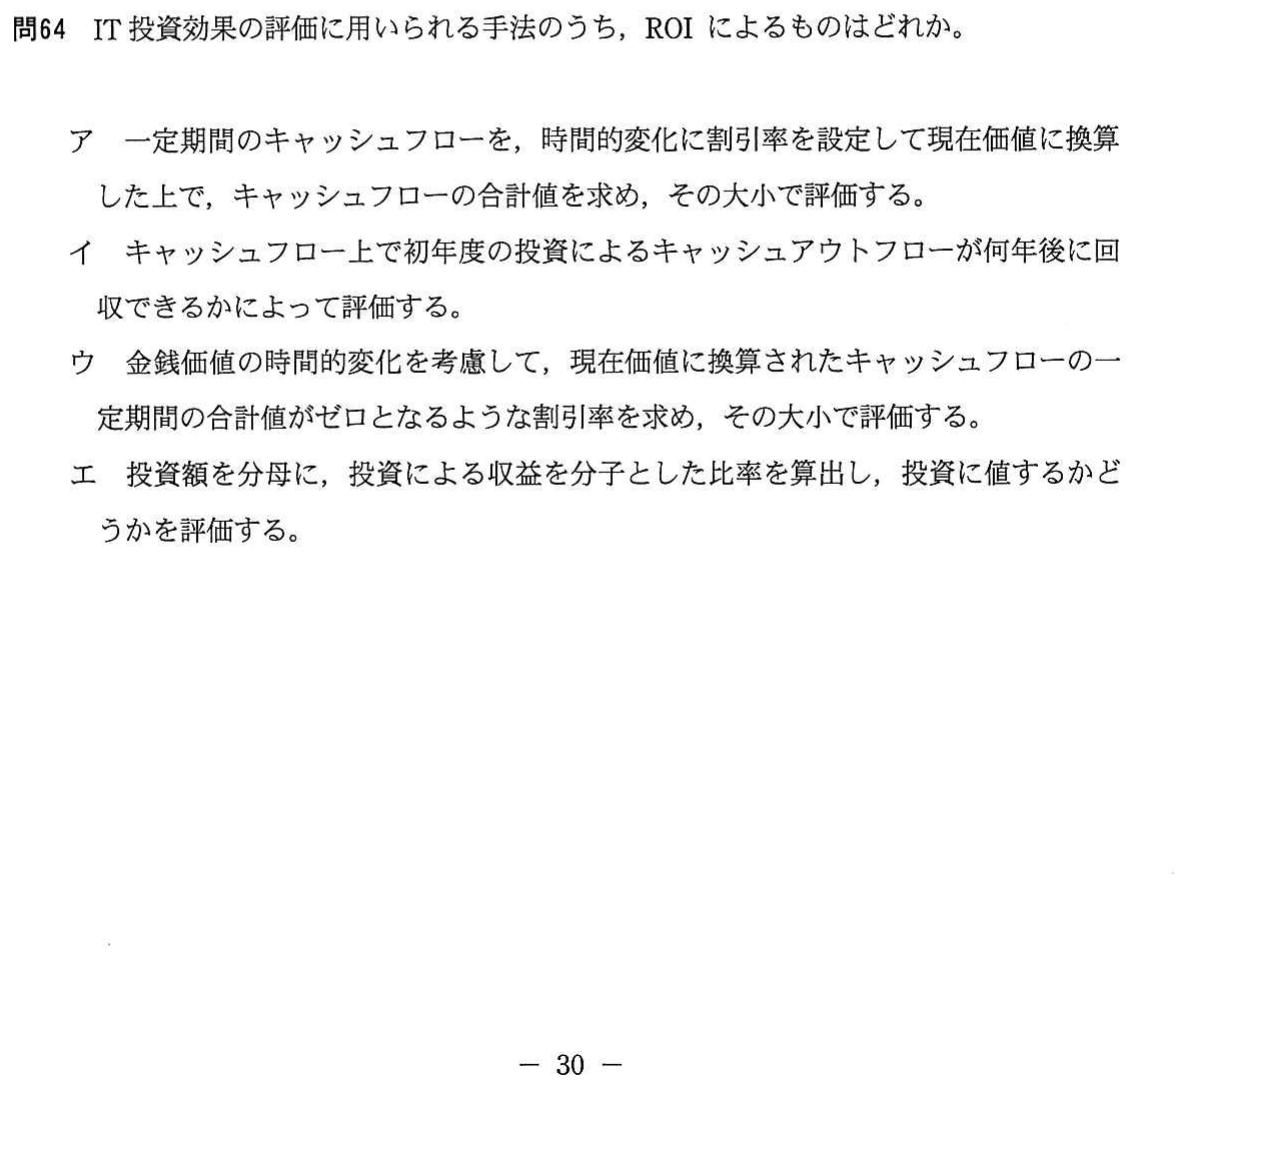 問64 IT 投資効果の評価に用いられる手法のうち，ROI によるものはどれか。
ア 一定期間のキャッシュフローを，時間的変化に割引率を設定して現在価値に換算
した上で，キャッシュフローの合計値を求め，その大小で評価する。
イ キャッシュフロー上で初年度の投資によるキャッシュアウトフローが何年後に回
収できるかによって評価する。
ウ 金銭価値の時間的変化を考慮して，現在価値に換算されたキャッシュフローの一
定期間の合計値がゼロとなるような割引率を求め，その大小で評価する。
エ 投資額を分母に，投資による収益を分子とした比率を算出し，投資に値するかど
うかを評価する。
― 30 ―